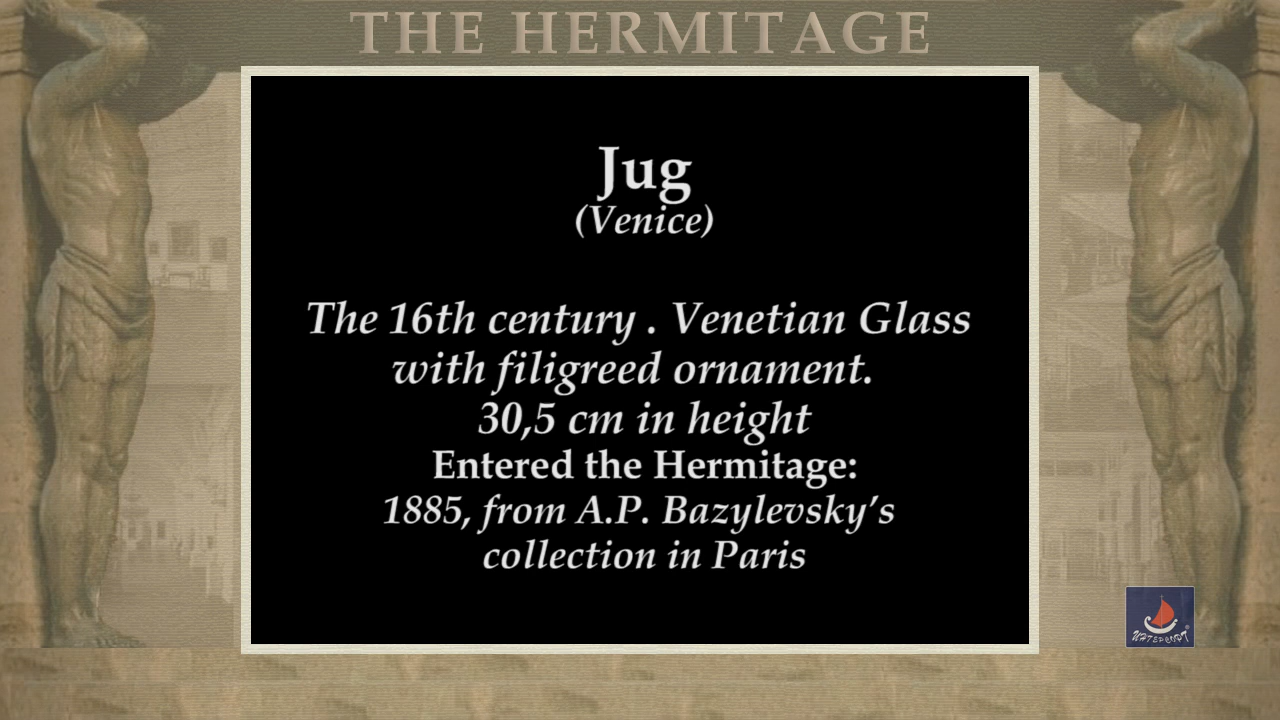 THE HERMITAGE
Jug
(Venice)
The 16th century . Venetian Glass
with filigreed ornament.
30,5 cm in height
Entered the Hermitage:
1885, from A.P. Bazylevsky's
collection in Paris